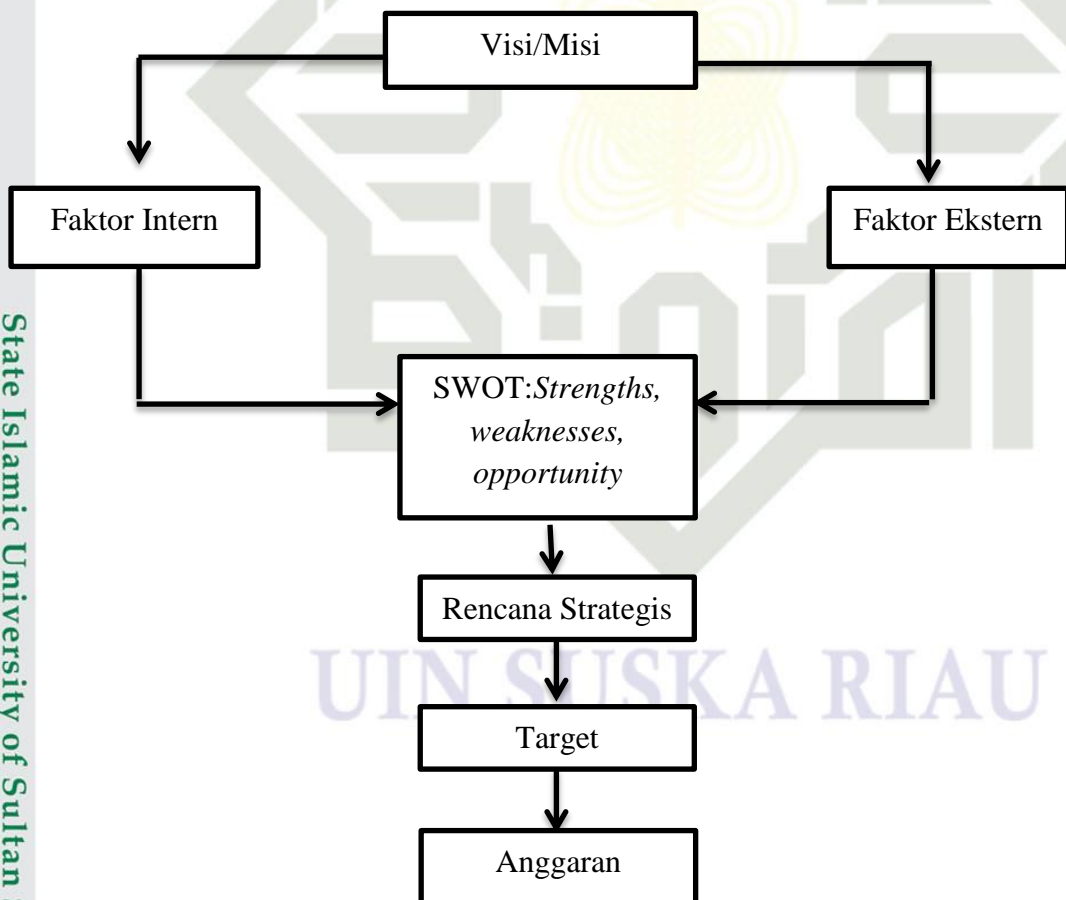 Visi/Misi
Faktor Intern
Faktor Ekstern
SWOT:Strengths,
weaknesses,
opportunity
Rencana Strategis
Target
Anggaran
UIN SUSKA RIAU
State Islamic University of Sultan